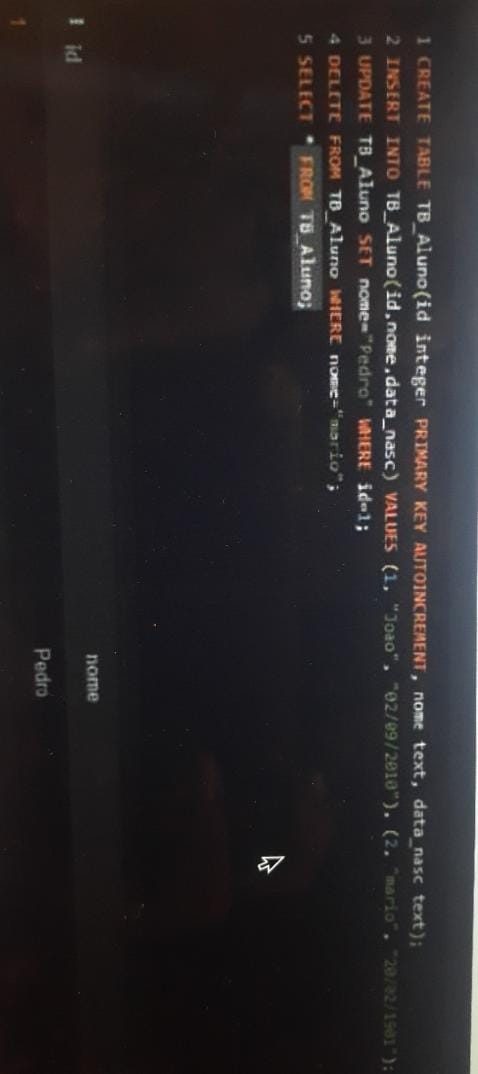 1 CREATE TABLE TB_Aluno(id integer PRIMARY KEY AUTOINCREMENT, nome text, data_nasc text);
2 INSERT INTO TB_Aluno(id,nome,data_nasc) VALUES (1, "Joao", "02/09/2010"), (2, "mario", "20/02/1981");
3 UPDATE TB_Aluno SET nome="Pedro" WHERE id=1;
4 DELETE FROM TB_Aluno WHERE nome="mario";
5 SELECT * FROM TB_Aluno;
id nome
1 Pedro